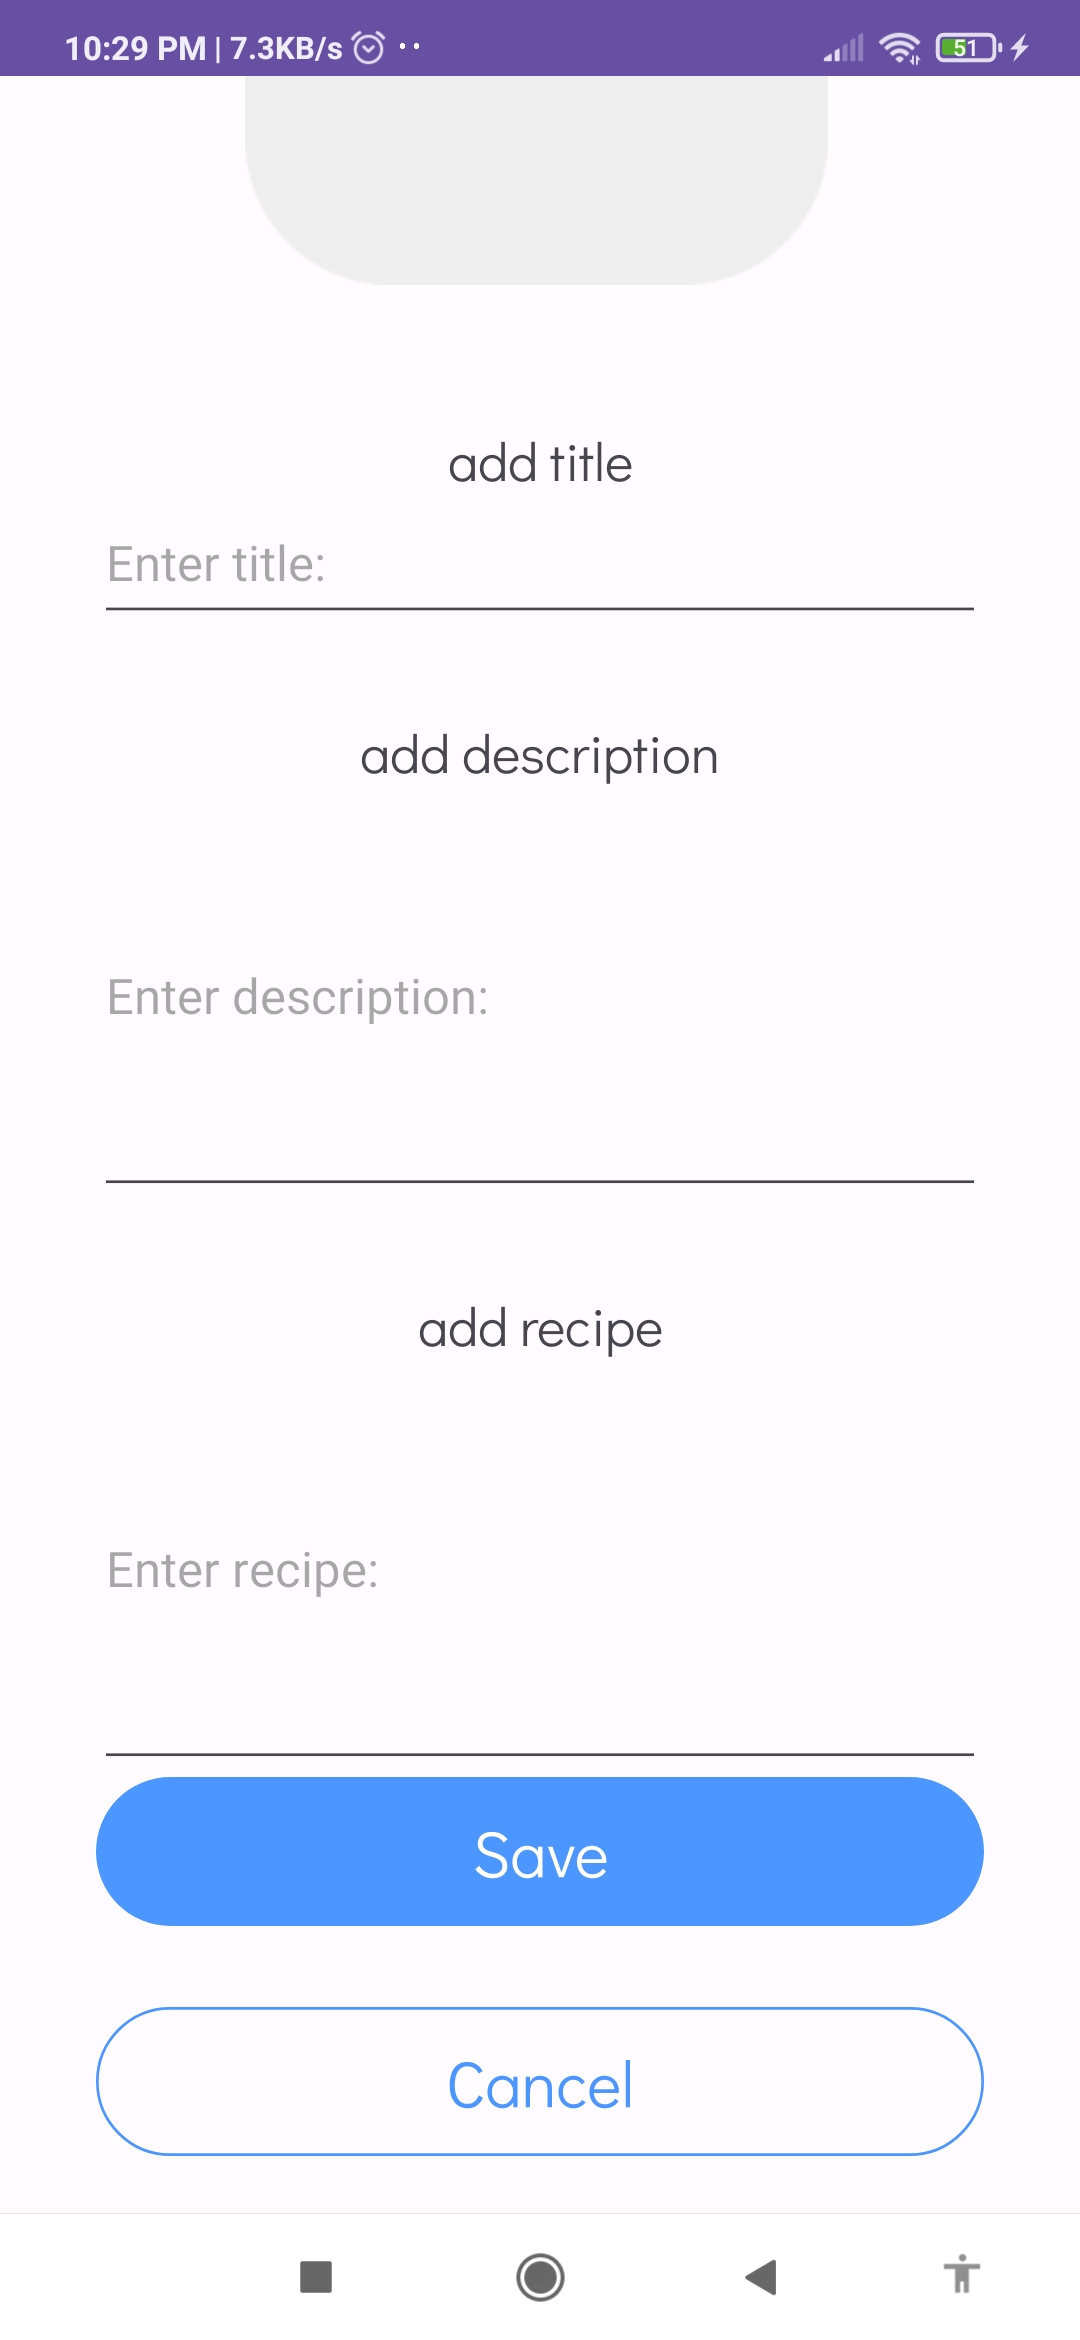 10:29 PM | 7.3KB/s 51
add title
Enter title:
add description
Enter description:
add recipe
Enter recipe:
Save
Cancel